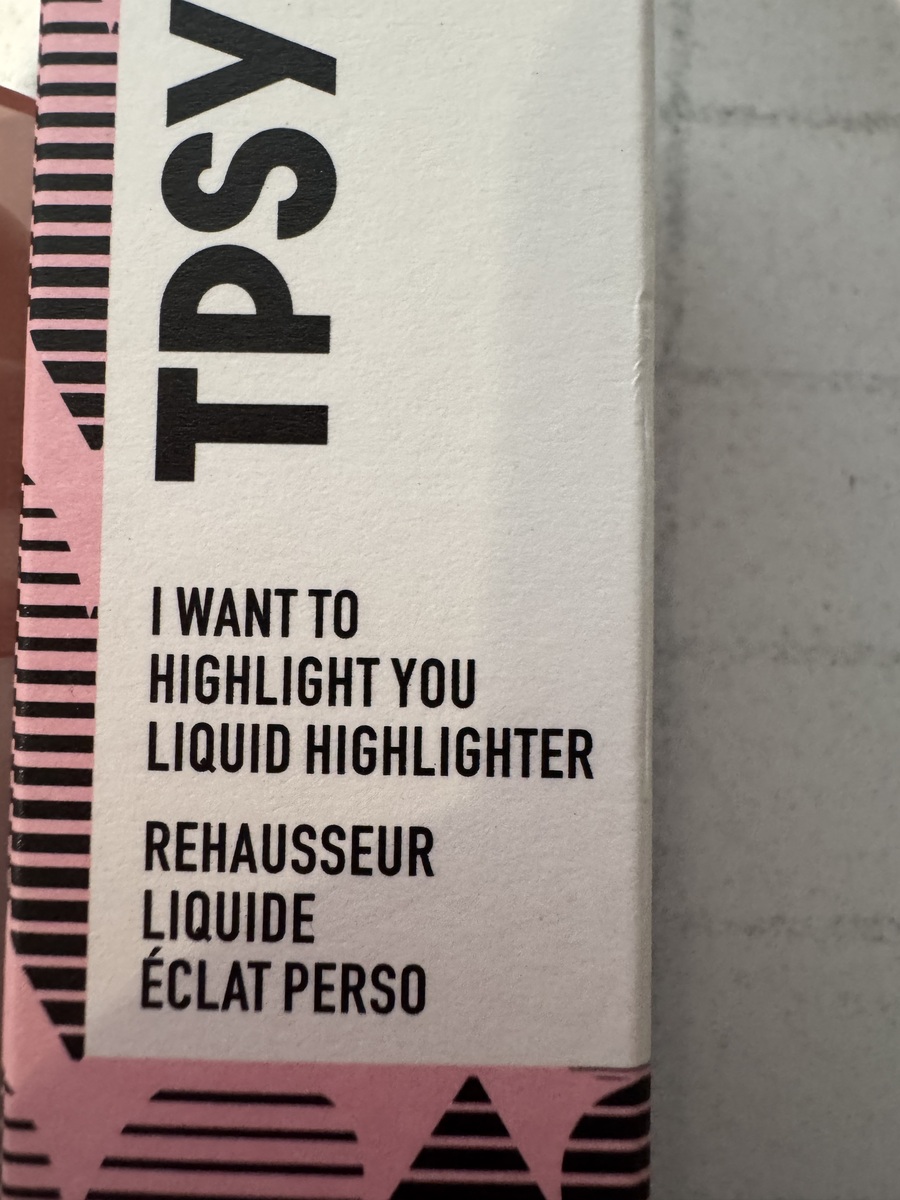 TPSY
I WANT TO
HIGHLIGHT YOU
LIQUID HIGHLIGHTER
REHAUSSEUR
LIQUIDE
ÉCLAT PERSO